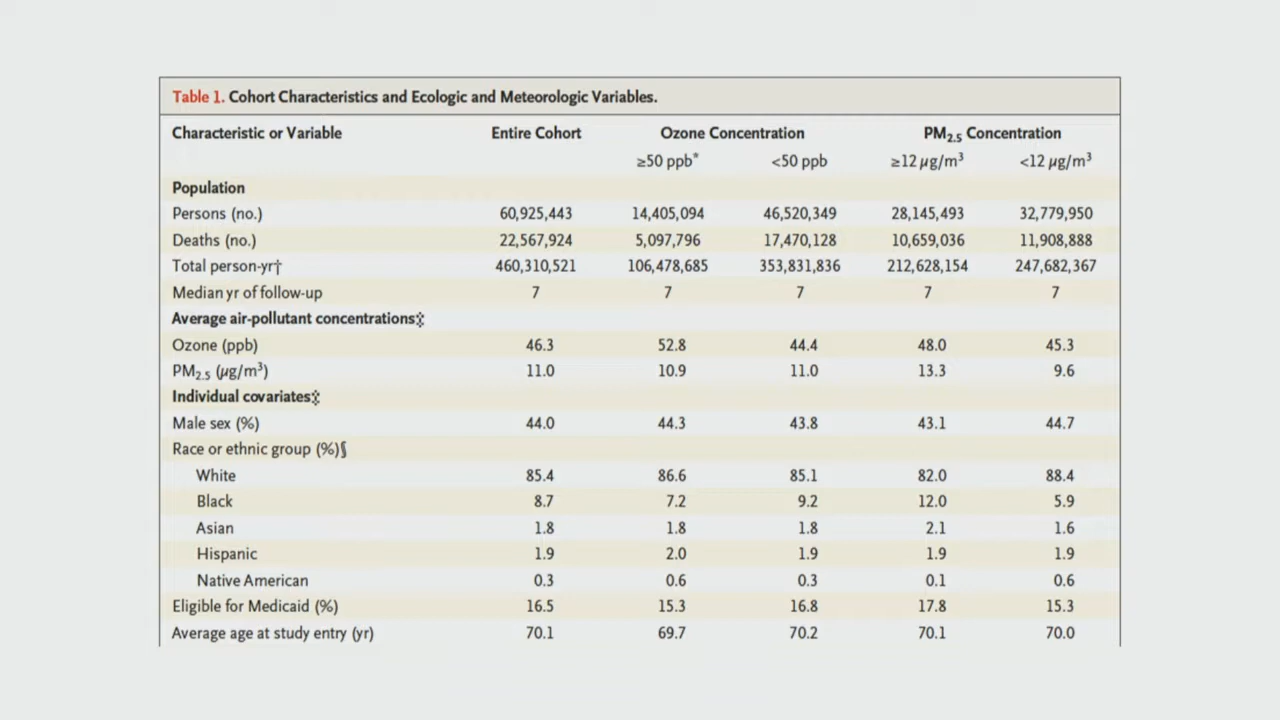 Table 1. Cohort Characteristics and Ecologic and Meteorologic Variables.
Characteristic or Variable Entire Cohort Ozone Concentration PM2.5 Concentration
≥50 ppb* <50 ppb ≥12 μg/m³ <12 μg/m³
Population
Persons (no.) 60,925,443 14,405,094 46,520,349 28,145,493 32,779,950
Deaths (no.) 22,567,924 5,097,796 17,470,128 10,659,036 11,908,888
Total person-yr† 460,310,521 106,478,685 353,831,836 212,628,154 247,682,367
Median yr of follow-up 7 7 7 7 7
Average air-pollutant concentrations‡
Ozone (ppb) 46.3 52.8 44.4 48.0 45.3
PM2.5 (μg/m³) 11.0 10.9 11.0 13.3 9.6
Individual covariates‡
Male sex (%) 44.0 44.3 43.8 43.1 44.7
Race or ethnic group (%)§
White 85.4 86.6 85.1 82.0 88.4
Black 8.7 7.2 9.2 12.0 5.9
Asian 1.8 1.8 1.8 2.1 1.6
Hispanic 1.9 2.0 1.9 1.9 1.9
Native American 0.3 0.6 0.3 0.1 0.6
Eligible for Medicaid (%) 16.5 15.3 16.8 17.8 15.3
Average age at study entry (yr) 70.1 69.7 70.2 70.1 70.0